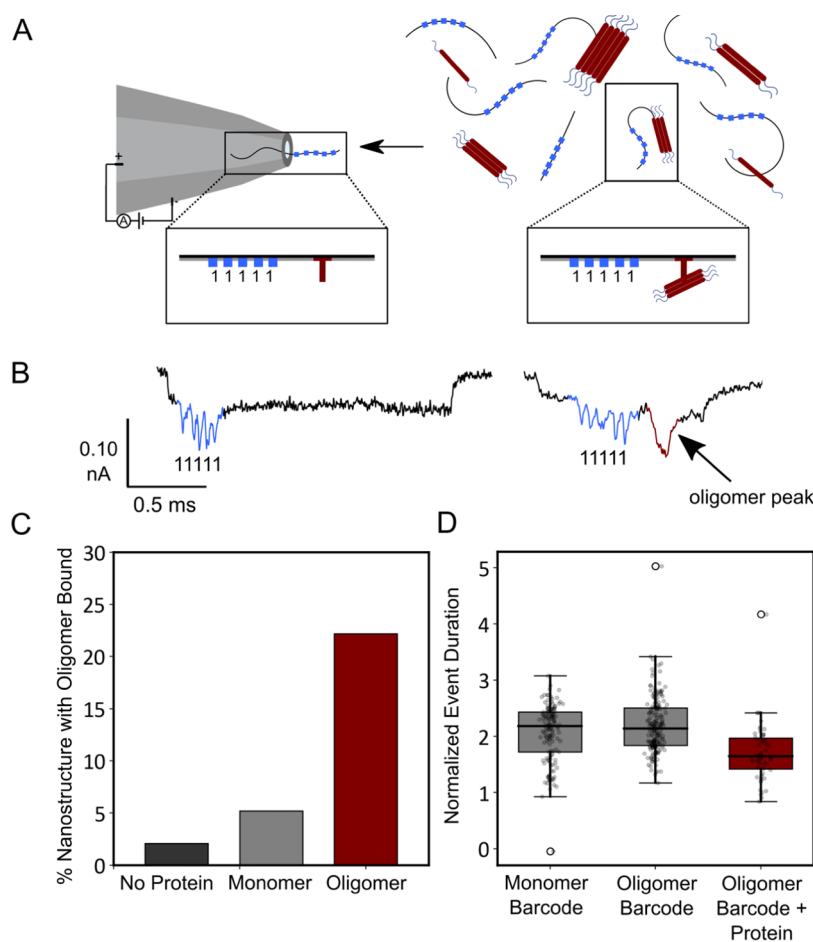 A
+
-
A
1 1 1 1 1
1 1 1 1 1
B
0.10
nA
0.5 ms
11111
11111
oligomer peak
C
% Nanostructure with Oligomer Bound
30
25
20
15
10
5
0
No Protein
Monomer
Oligomer
D
Normalized Event Duration
5
4
3
2
1
0
Monomer
Barcode
Oligomer
Barcode
Oligomer
Barcode +
Protein